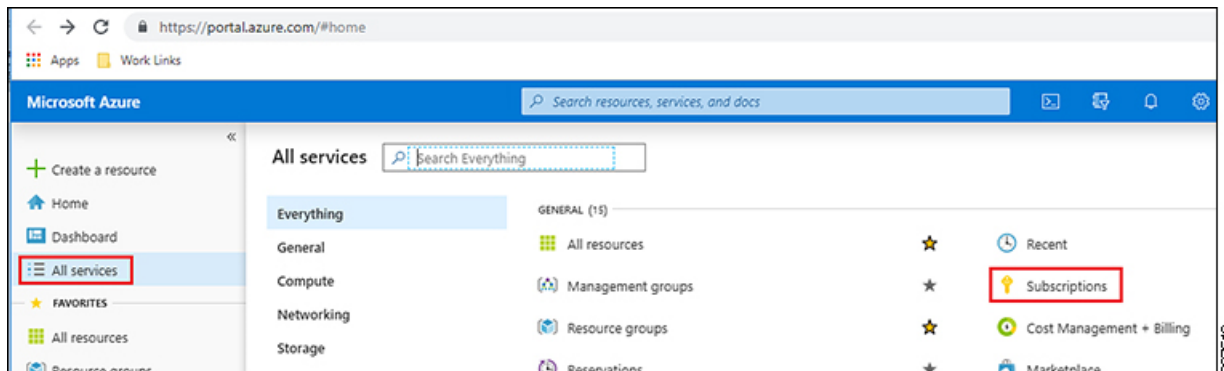 https://portal.azure.com/#home
Apps Work Links
Microsoft Azure
Search resources, services, and docs
Create a resource
Home
Dashboard
All services
FAVORITES
All resources
Resource groups
All services
Search Everything
Everything
General
Compute
Networking
Storage
GENERAL (15)
All resources
Recent
Management groups
Subscriptions
Resource groups
Cost Management + Billing
Reservations
Marketplace